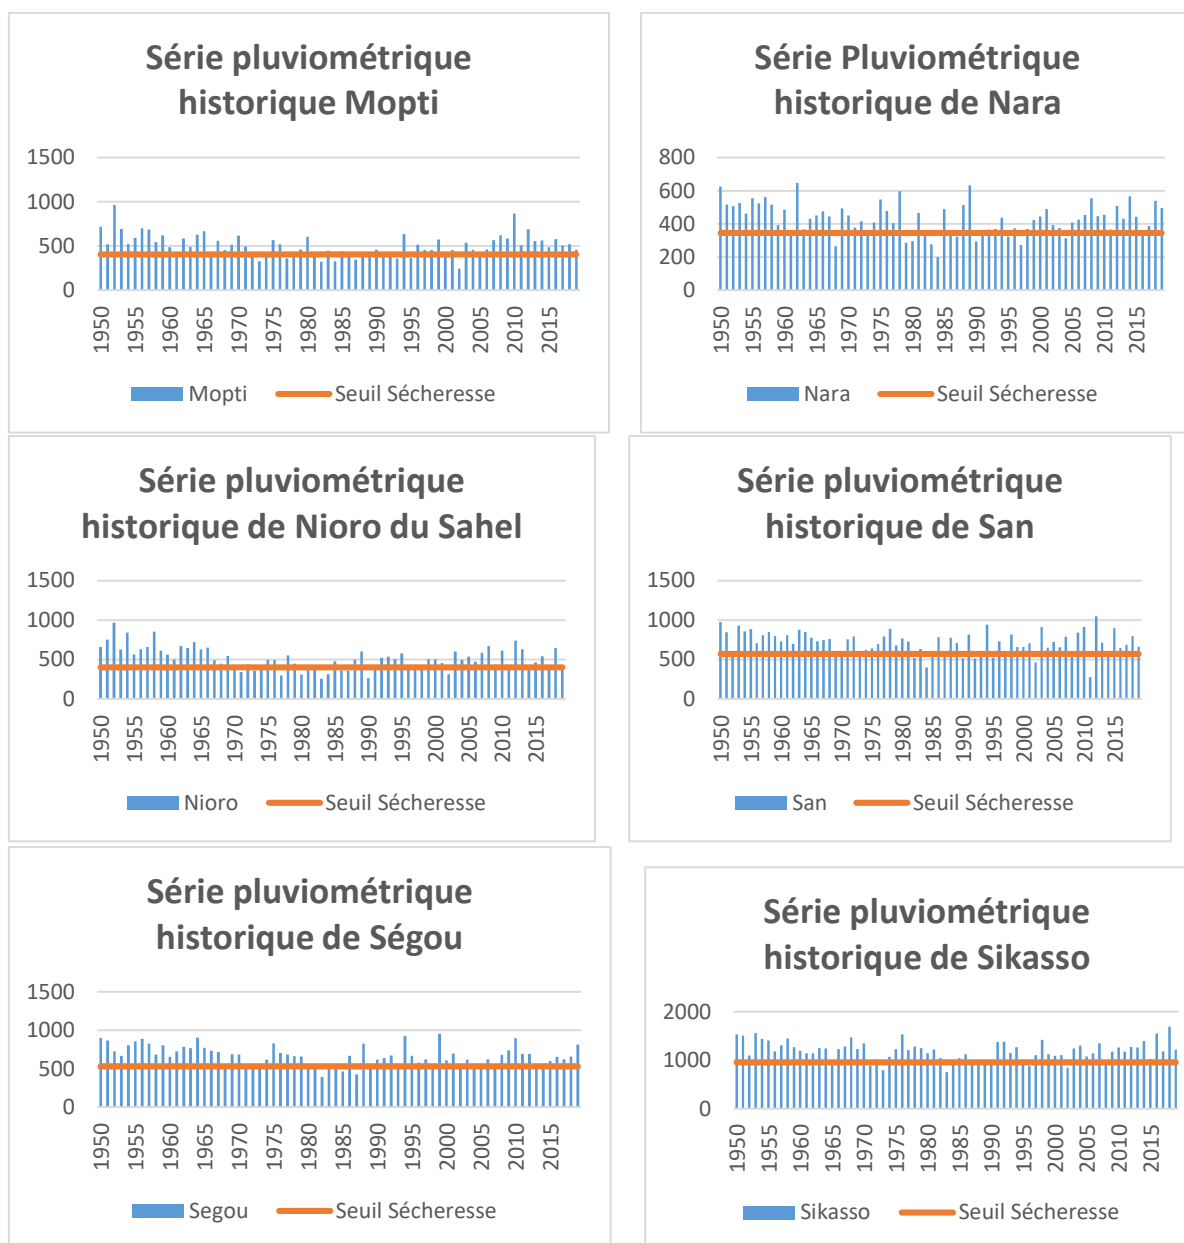 Série pluviométrique
historique Mopti
1500
1000
500
0
1950 1955 1960 1965 1970 1975 1980 1985 1990 1995 2000 2005 2010 2015
Mopti Seuil Sécheresse
Série Pluviométrique
historique de Nara
800
600
400
200
0
1950 1955 1960 1965 1970 1975 1980 1985 1990 1995 2000 2005 2010 2015
Nara Seuil Sécheresse
Série pluviométrique
historique de Nioro du Sahel
1500
1000
500
0
1950 1955 1960 1965 1970 1975 1980 1985 1990 1995 2000 2005 2010 2015
Nioro Seuil Sécheresse
Série pluviométrique
historique de San
1500
1000
500
0
1950 1955 1960 1965 1970 1975 1980 1985 1990 1995 2000 2005 2010 2015
San Seuil Sécheresse
Série pluviométrique
historique de Ségou
1500
1000
500
0
1950 1955 1960 1965 1970 1975 1980 1985 1990 1995 2000 2005 2010 2015
Segou Seuil Sécheresse
Série pluviométrique
historique de Sikasso
2000
1000
0
1950 1955 1960 1965 1970 1975 1980 1985 1990 1995 2000 2005 2010 2015
Sikasso Seuil Sécheresse